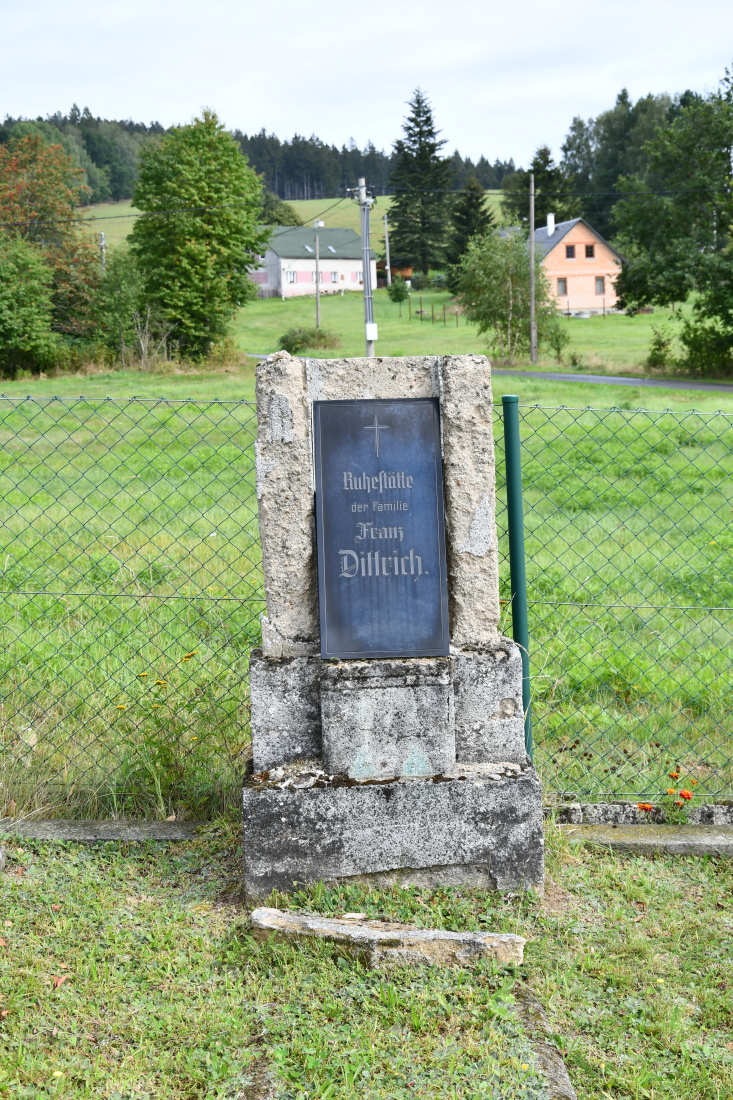 Ruhestätte
der Familie
Franz
Dittrich.